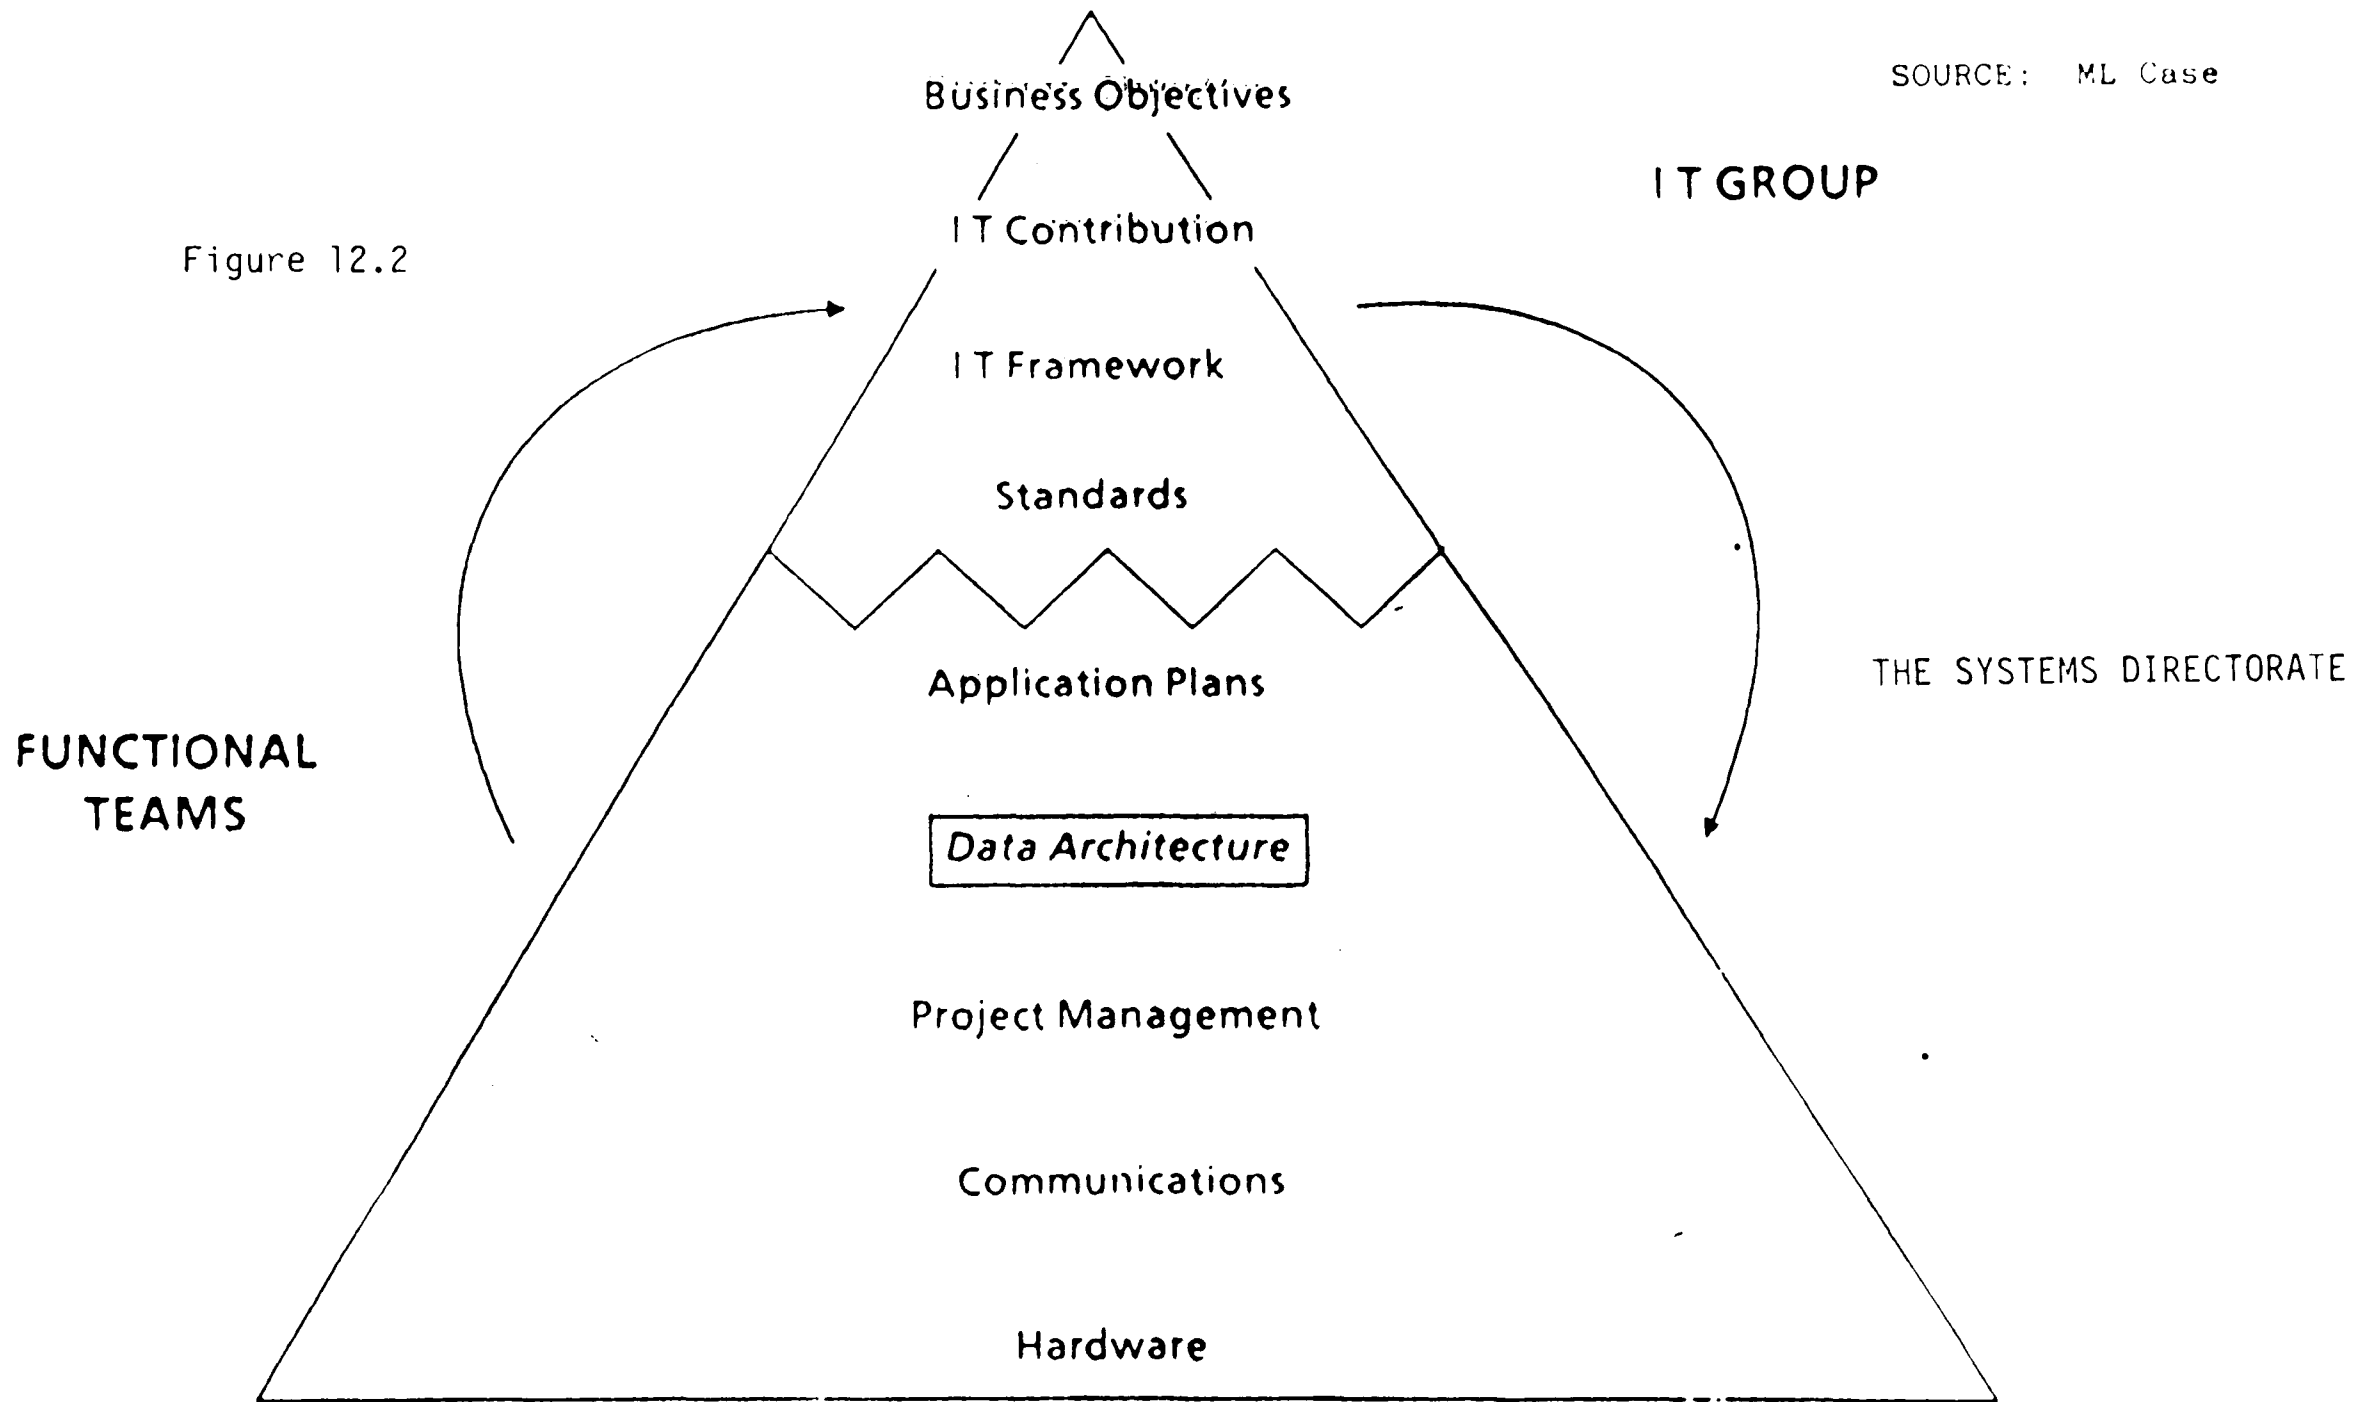 Business Objectives
SOURCE: ML Case
I T GROUP
I T Contribution
Figure 12.2
I T Framework
Standards
Application Plans
THE SYSTEMS DIRECTORATE
FUNCTIONAL
TEAMS
Data Architecture
Project Management
Communications
Hardware